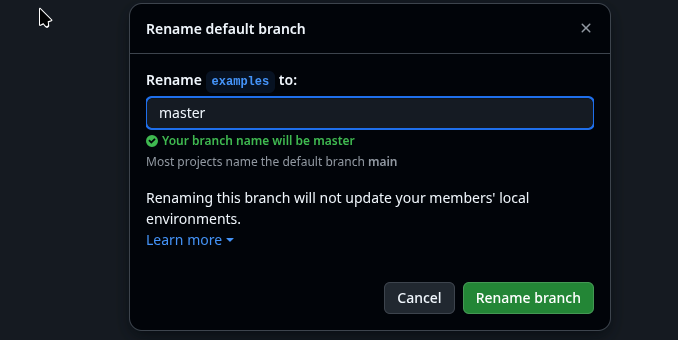 Rename default branch
Rename examples to:
master
Your branch name will be master
Most projects name the default branch main
Renaming this branch will not update your members' local
environments.
Learn more
Cancel Rename branch